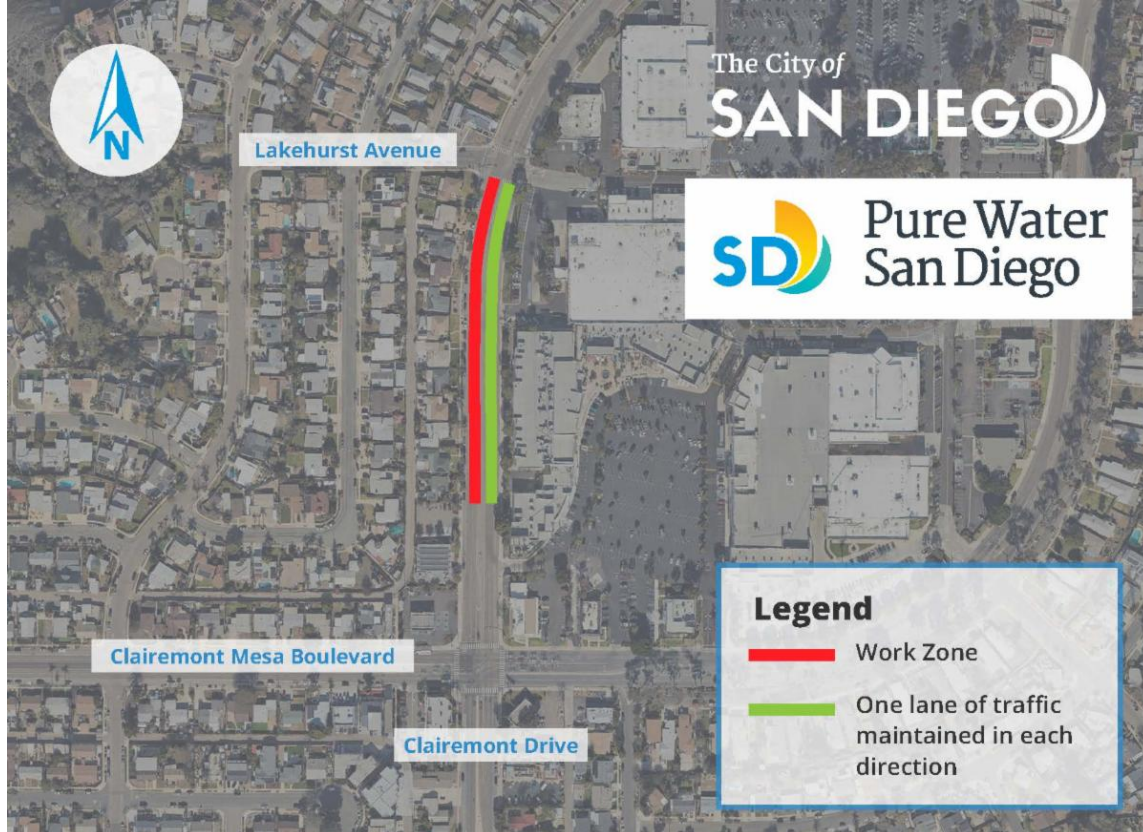 The City of
SAN DIEGO
N
Lakehurst Avenue
SD
Pure Water
San Diego
Clairemont Mesa Boulevard
Clairemont Drive
Legend
Work Zone
One lane of traffic
maintained in each
direction